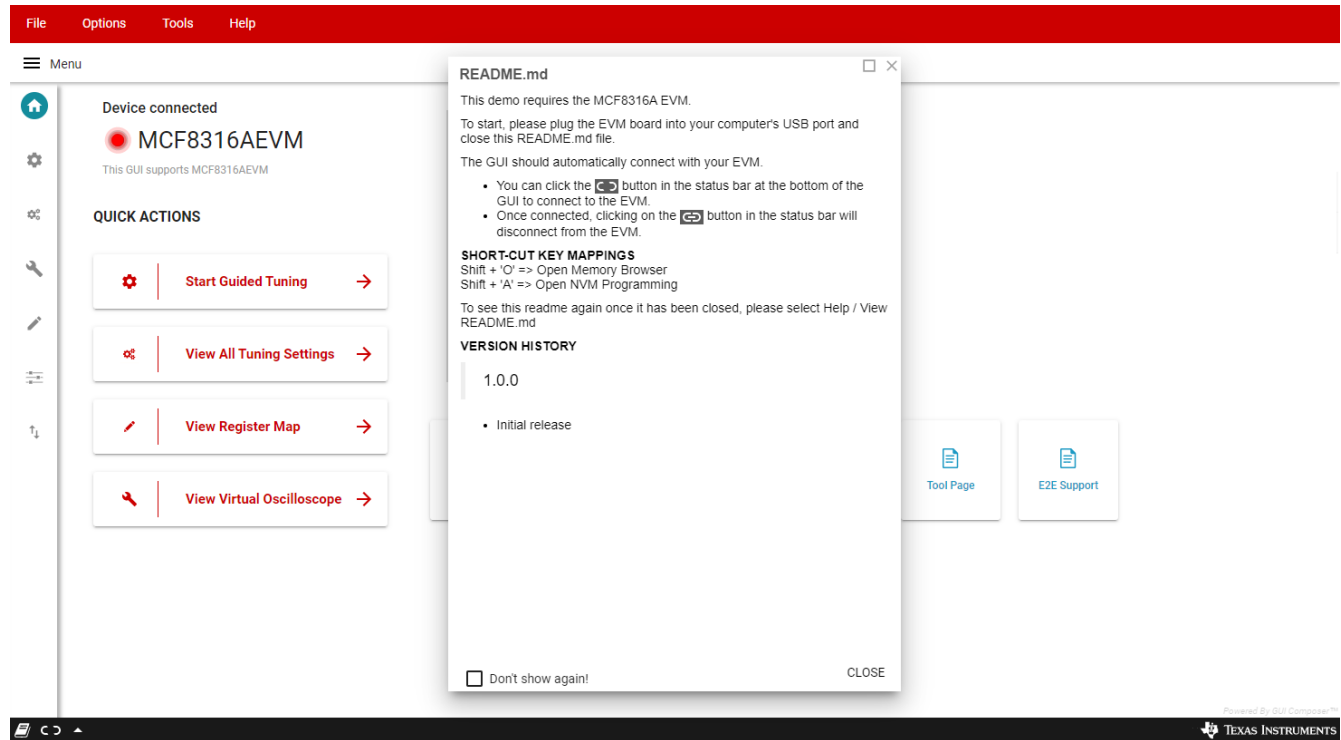 File Options Tools Help
Menu
Device connected
MCF8316AEVM
This GUI supports MCF8316AEVM
QUICK ACTIONS
Start Guided Tuning
View All Tuning Settings
View Register Map
View Virtual Oscilloscope
README.md
This demo requires the MCF8316A EVM.
To start, please plug the EVM board into your computer's USB port and
close this README.md file.
The GUI should automatically connect with your EVM.
• You can click the button in the status bar at the bottom of the
GUI to connect to the EVM.
• Once connected, clicking on the button in the status bar will
disconnect from the EVM.
SHORT-CUT KEY MAPPINGS
Shift + 'O' => Open Memory Browser
Shift + 'A' => Open NVM Programming
To see this readme again once it has been closed, please select Help / View
README.md
VERSION HISTORY
1.0.0
• Initial release
Don't show again!
CLOSE
Tool Page
E2E Support
Powered By GUI Composer™
TEXAS INSTRUMENTS